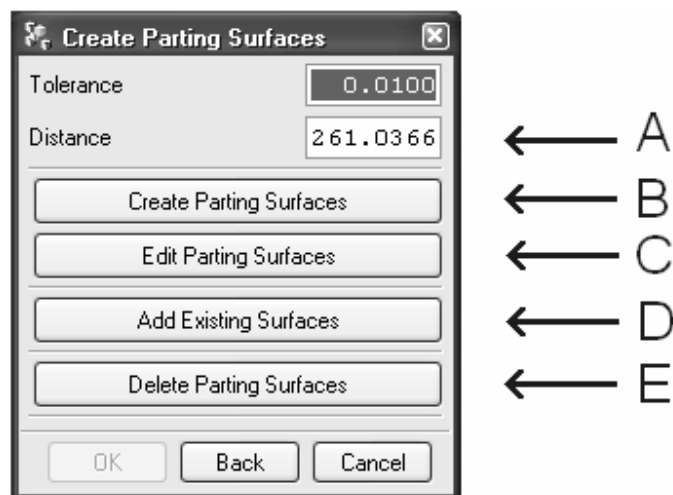 Create Parting Surfaces
Tolerance 0.0100
Distance 261.0366 A
Create Parting Surfaces B
Edit Parting Surfaces C
Add Existing Surfaces D
Delete Parting Surfaces E
OK Back Cancel